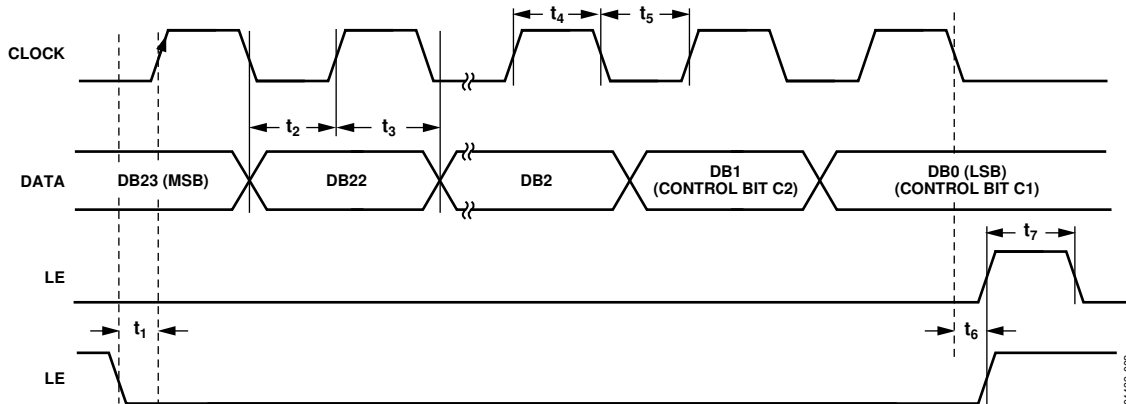 t4
t5
CLOCK
t2
t3
DATA
DB23 (MSB)
DB22
DB2
DB1
(CONTROL BIT C2)
DB0 (LSB)
(CONTROL BIT C1)
t7
LE
t1
t6
LE